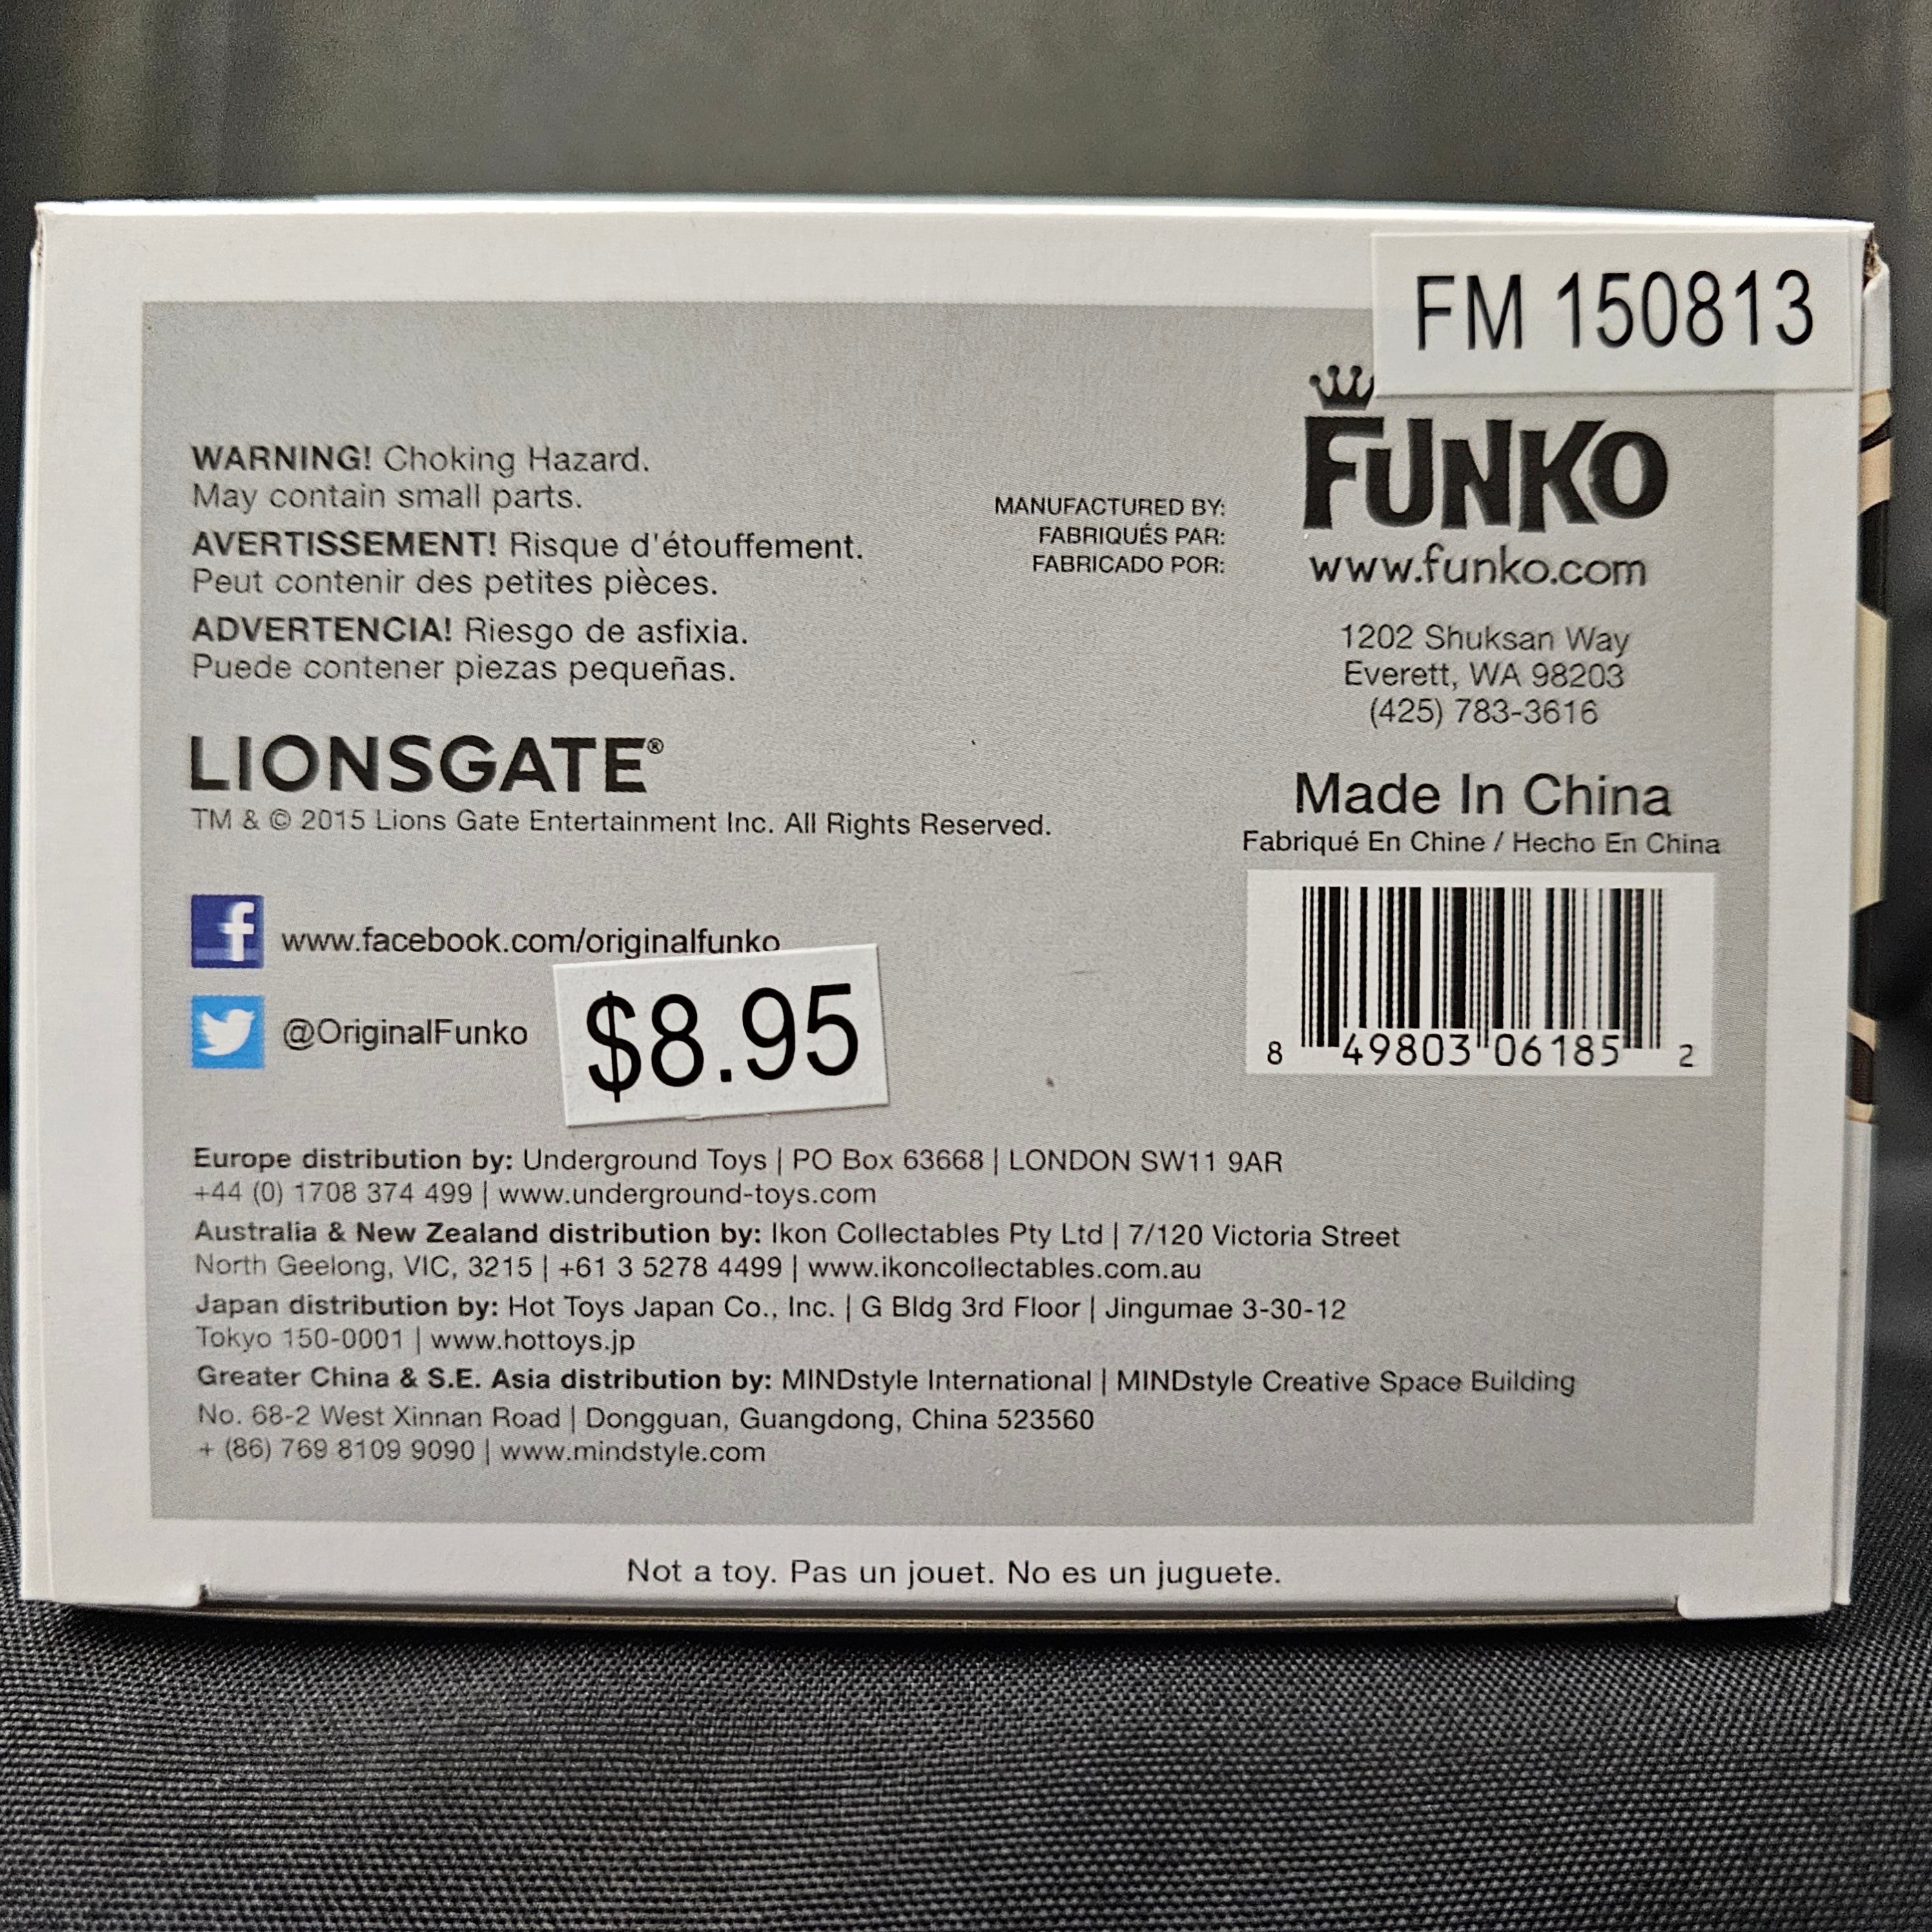 FM 150813
WARNING! Choking Hazard.
May contain small parts.
AVERTISSEMENT! Risque d'étouffement.
Peut contenir des petites pièces.
ADVERTENCIA! Riesgo de asfixia.
Puede contener piezas pequeñas.
MANUFACTURED BY:
FABRIQUÉS PAR:
FABRICADO POR:
FUNKO
www.funko.com
1202 Shuksan Way
Everett, WA 98203
(425) 783-3616
LIONSGATE®
TM & © 2015 Lions Gate Entertainment Inc. All Rights Reserved.
Made In China
Fabriqué En Chine / Hecho En China
8 49803 06185 2
f www.facebook.com/originalfunko
@OriginalFunko
$8.95
Europe distribution by: Underground Toys | PO Box 63668 | LONDON SW11 9AR
+44 (0) 1708 374 499 | www.underground-toys.com
Australia & New Zealand distribution by: Ikon Collectables Pty Ltd | 7/120 Victoria Street
North Geelong, VIC, 3215 | +61 3 5278 4499 | www.ikoncollectables.com.au
Japan distribution by: Hot Toys Japan Co., Inc. | G Bldg 3rd Floor | Jingumae 3-30-12
Tokyo 150-0001 | www.hottoys.jp
Greater China & S.E. Asia distribution by: MINDstyle International | MINDstyle Creative Space Building
No. 68-2 West Xinnan Road | Dongguan, Guangdong, China 523560
+ (86) 769 8109 9090 | www.mindstyle.com
Not a toy. Pas un jouet. No es un juguete.